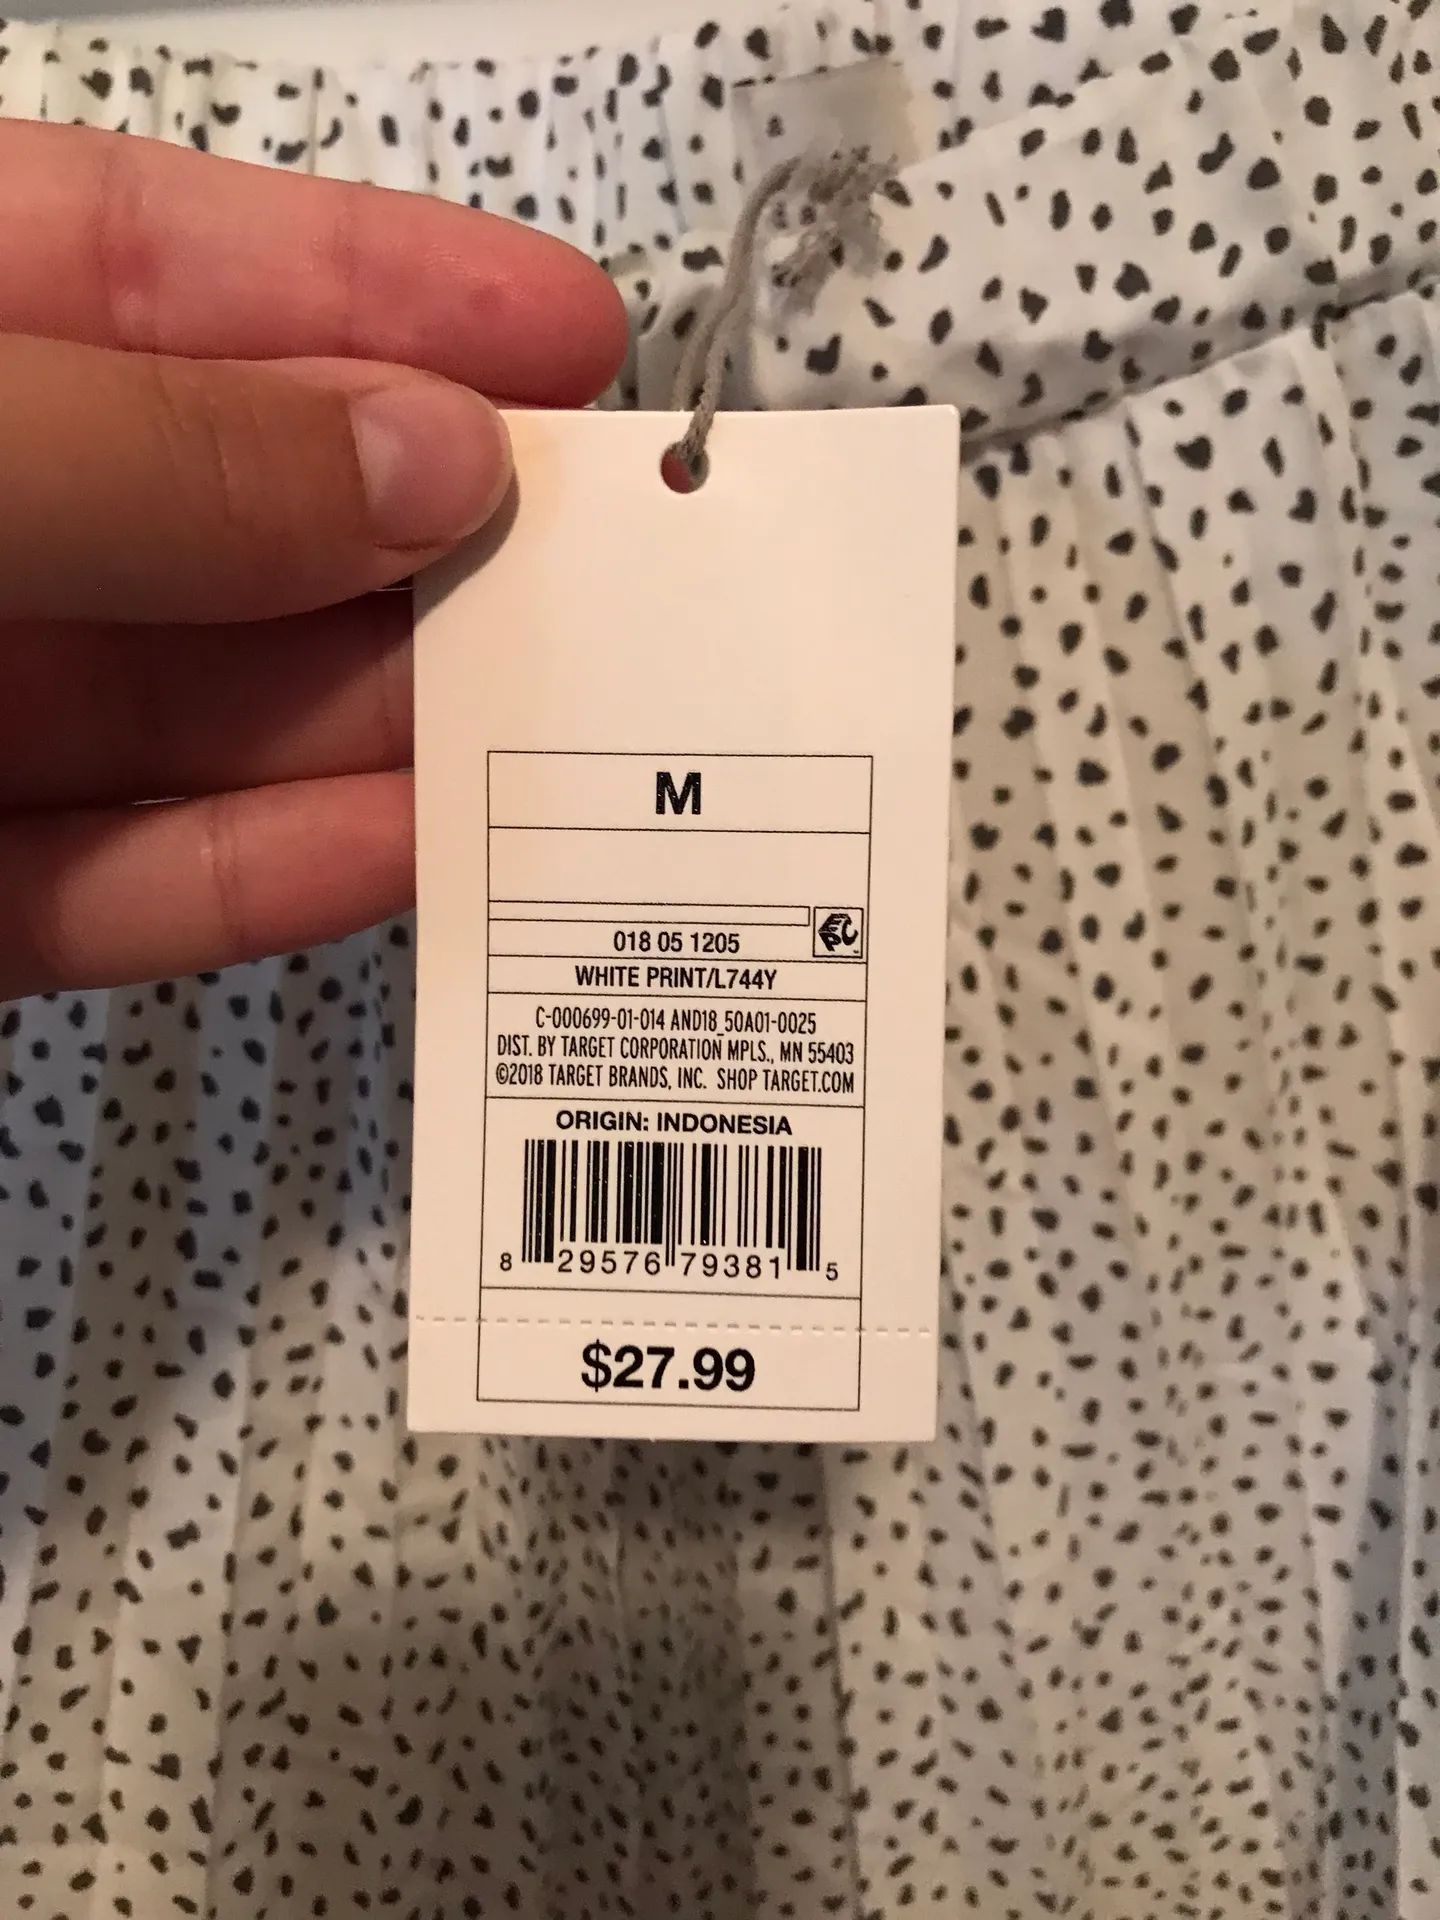 M
018 05 1205
EPC
WHITE PRINT/L744Y
C-000699-01-014 AND18_50A01-0025
DIST. BY TARGET CORPORATION MPLS., MN 55403
©2018 TARGET BRANDS, INC. SHOP TARGET.COM
ORIGIN: INDONESIA
8 29576 79381 5
$27.99